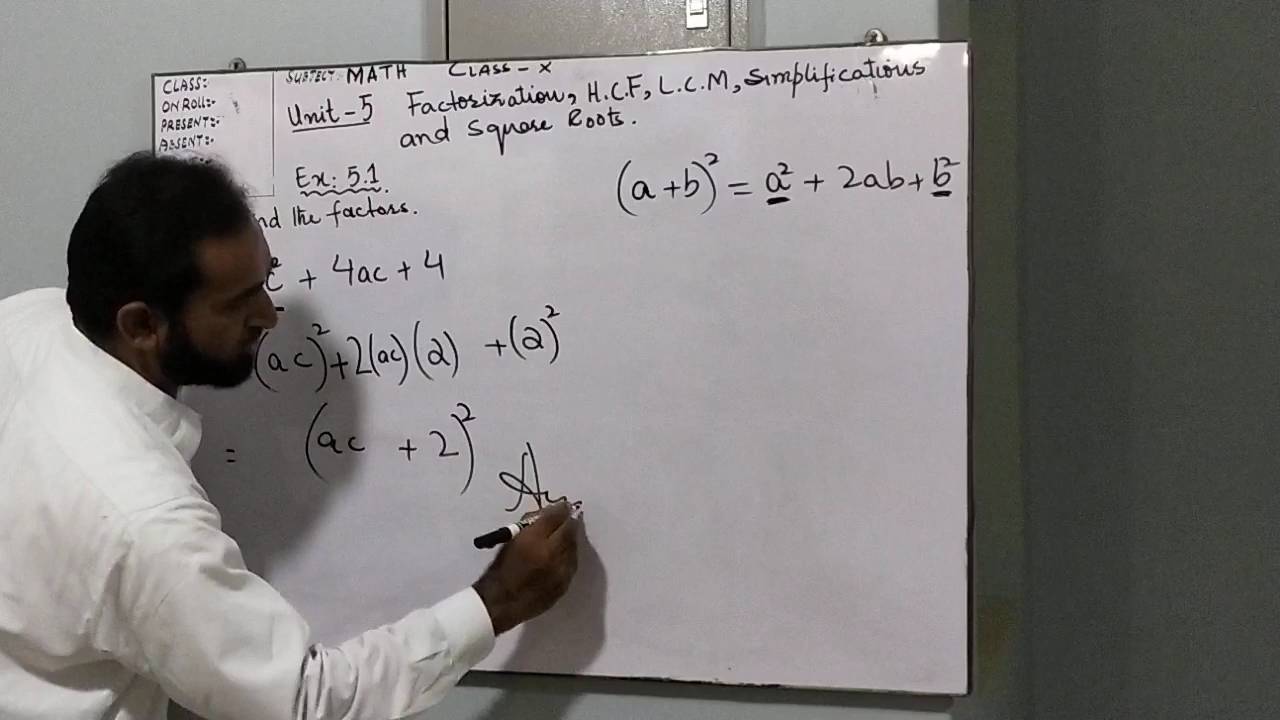 CLASS:
ON ROLL:-
PRESENT:-
ABSENT:-
SUBJECT: MATH CLASS - X
Unit - 5 Factorization, H.C.F, L.C.M, Simplifications
and Square Roots.
Ex: 5.1
the factors.
(a + b)² = a² + 2ab + b²
c² + 4ac + 4
(ac)² + 2(ac)(2) + (2)²
= (ac + 2)²